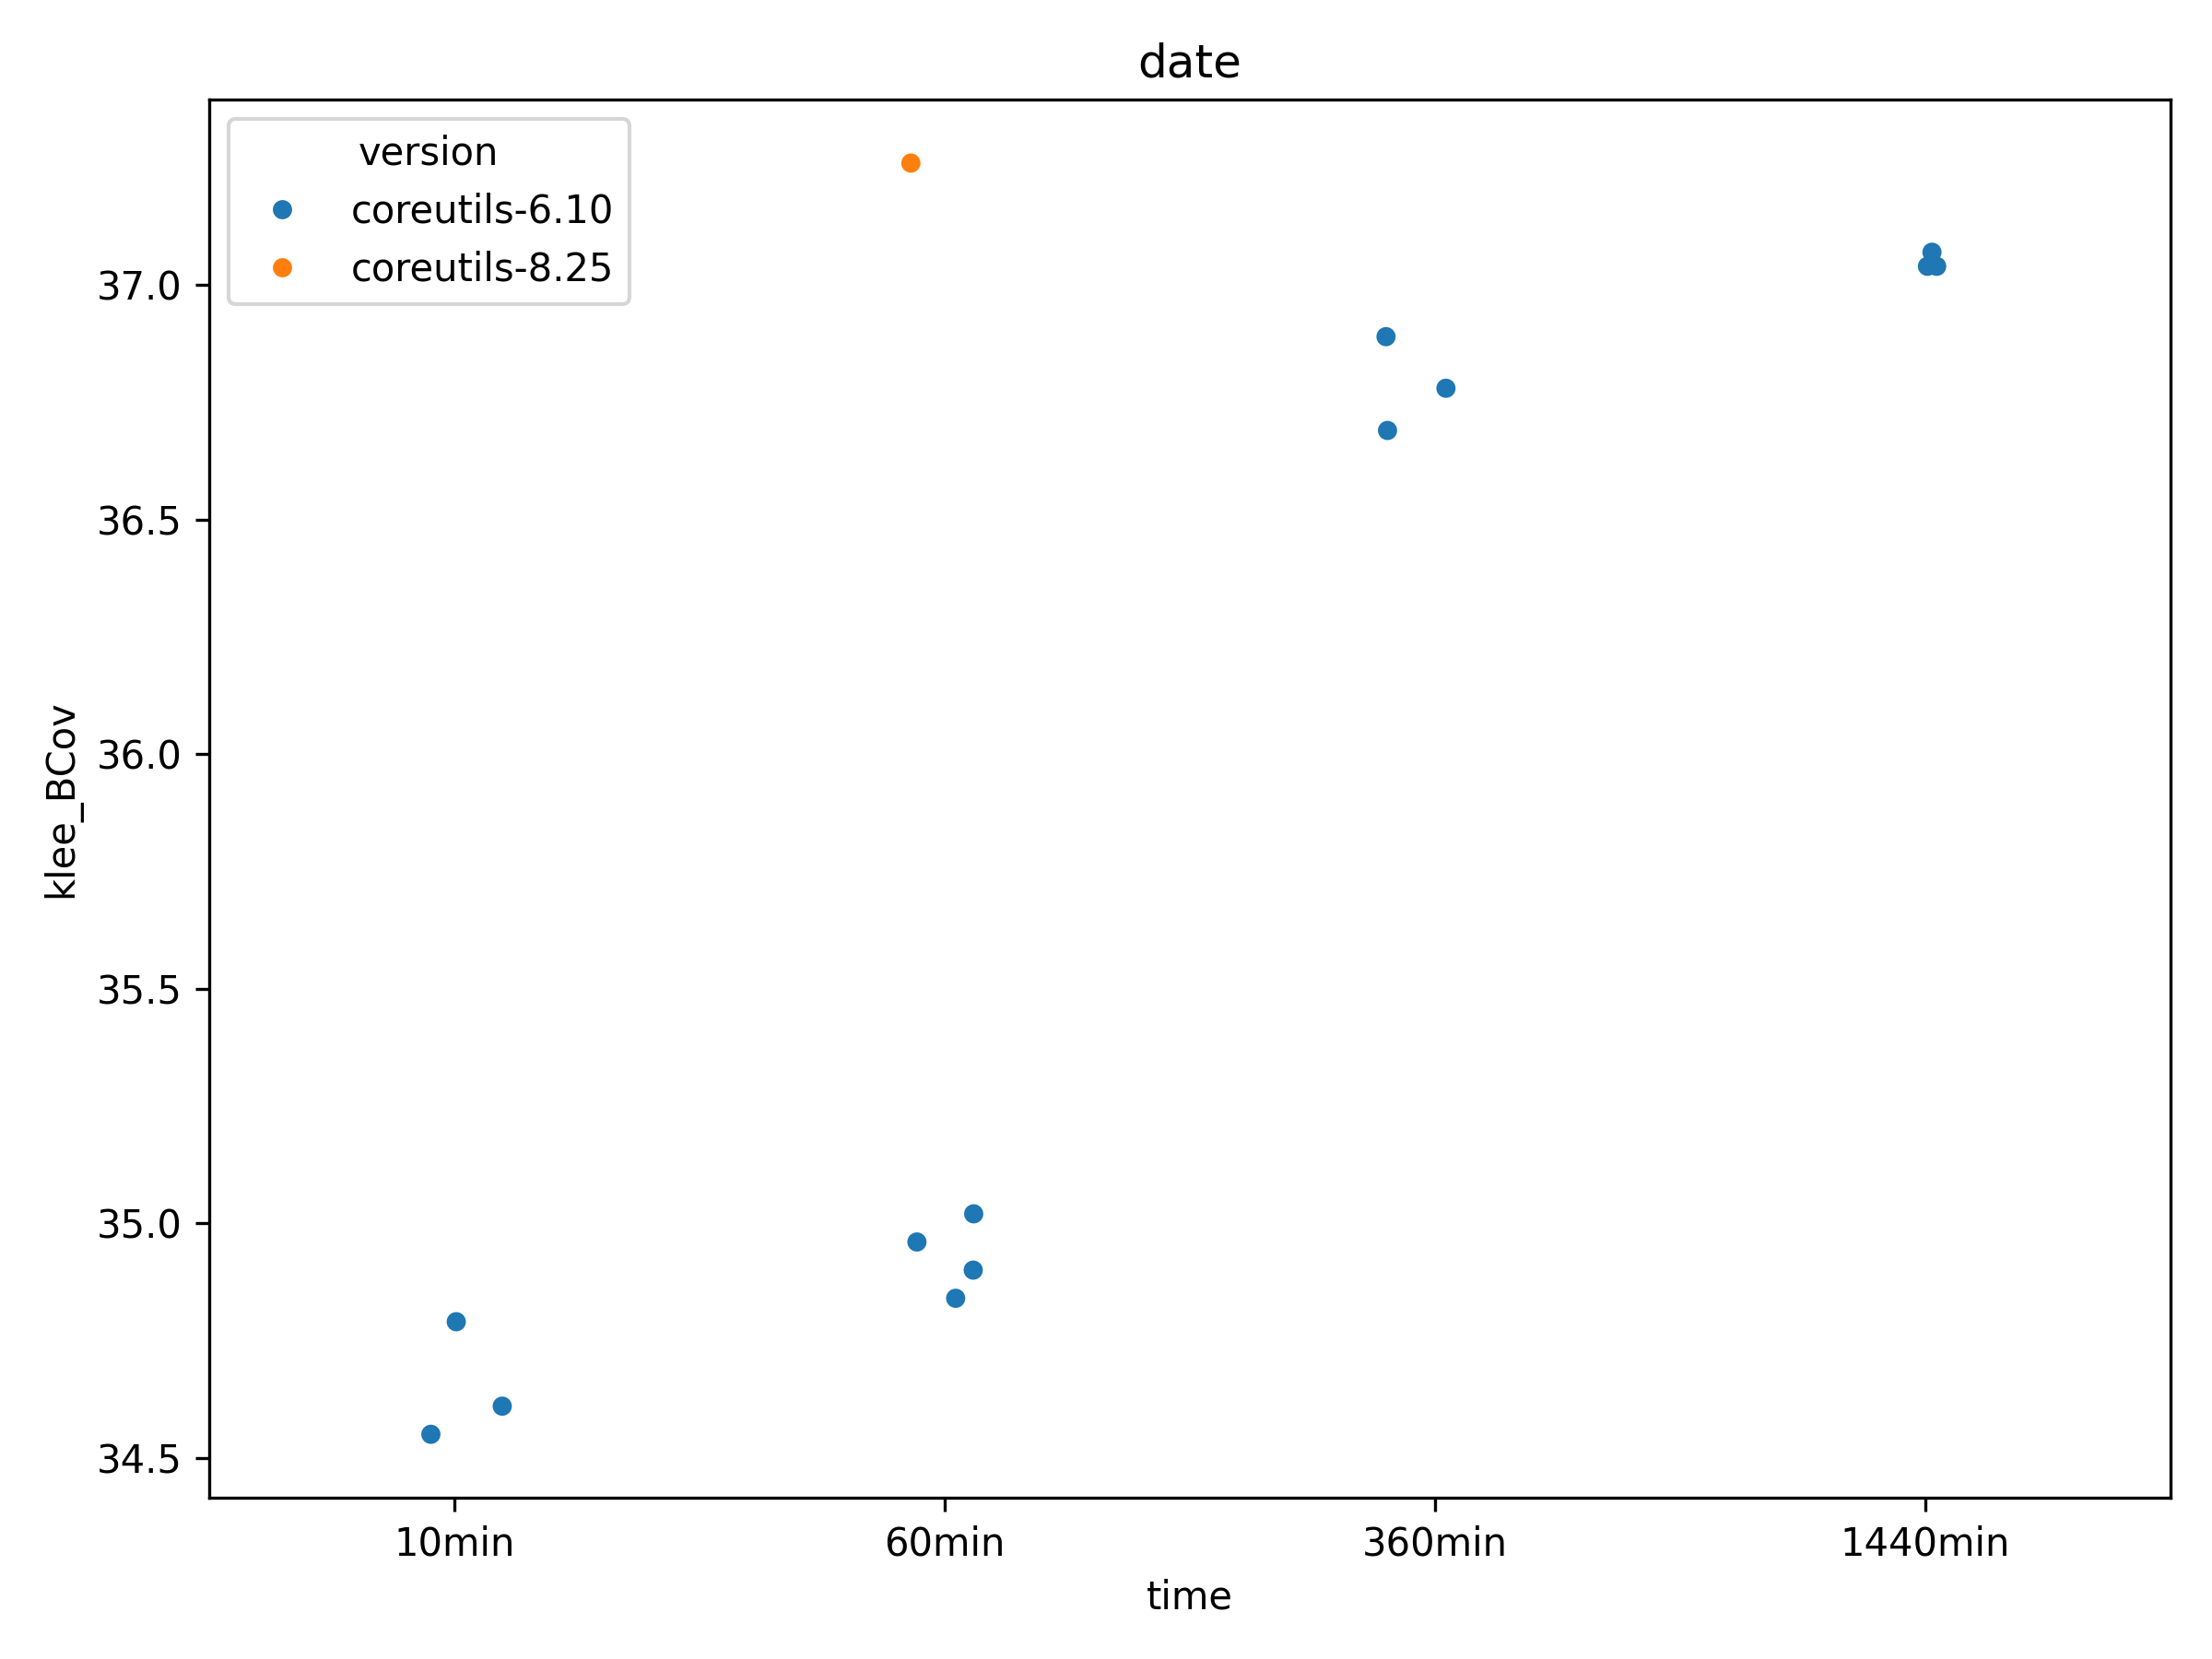 date
version
coreutils-6.10
coreutils-8.25
37.0
36.5
36.0
35.5
35.0
34.5
klee_BCov
10min
60min
360min
1440min
time